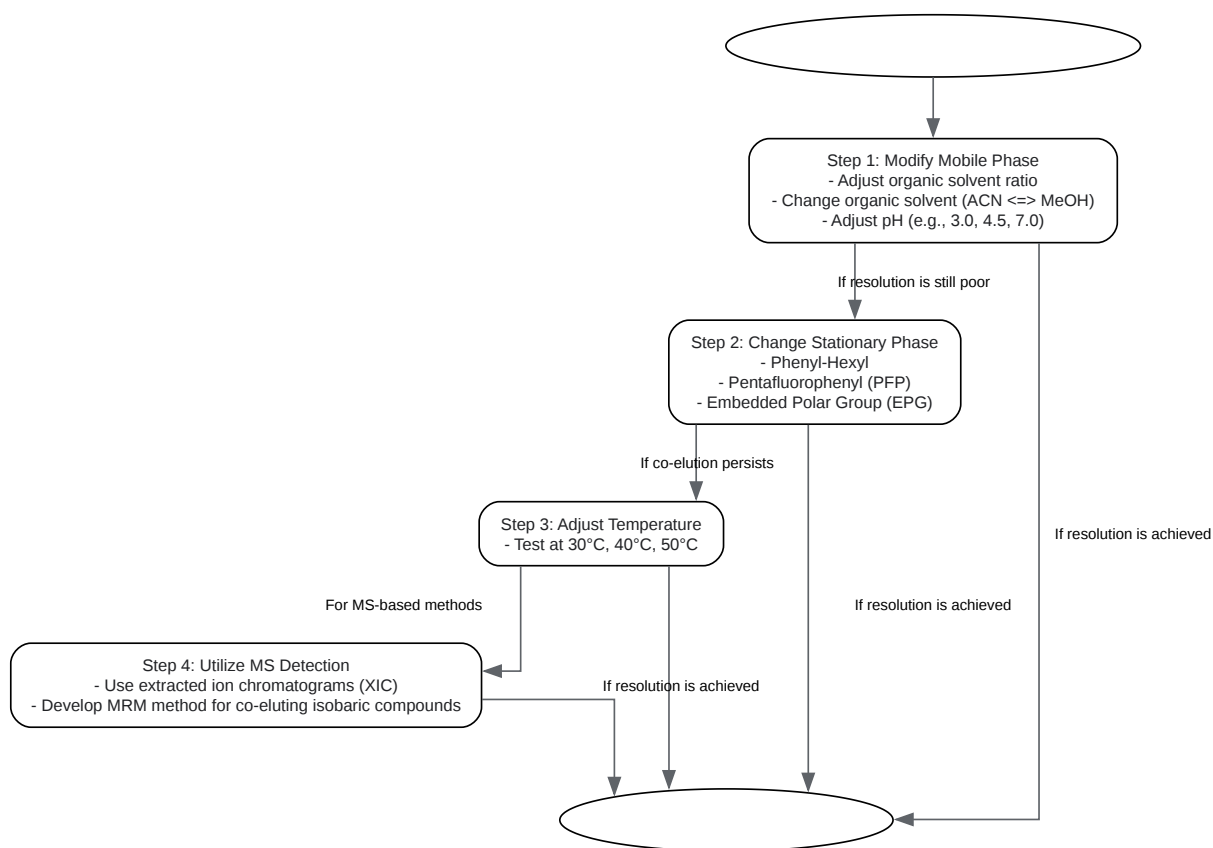 Step 1: Modify Mobile Phase
- Adjust organic solvent ratio
- Change organic solvent (ACN <=> MeOH)
- Adjust pH (e.g., 3.0, 4.5, 7.0)
If resolution is still poor
Step 2: Change Stationary Phase
- Phenyl-Hexyl
- Pentafluorophenyl (PFP)
- Embedded Polar Group (EPG)
If co-elution persists
Step 3: Adjust Temperature
- Test at 30°C, 40°C, 50°C
If resolution is achieved
For MS-based methods
If resolution is achieved
Step 4: Utilize MS Detection
- Use extracted ion chromatograms (XIC)
- Develop MRM method for co-eluting isobaric compounds
If resolution is achieved